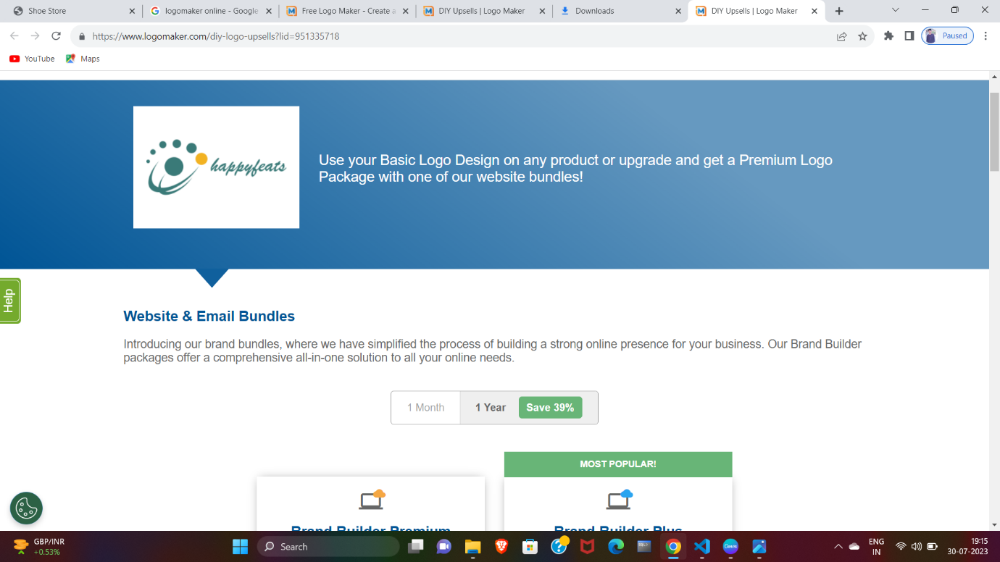 Shoe Store
logomaker online - Google
Free Logo Maker - Create a
DIY Upsells | Logo Maker
Downloads
DIY Upsells | Logo Maker
https://www.logomaker.com/diy-logo-upsells?lid=951335718
Paused
YouTube
Maps
happyfeats
Use your Basic Logo Design on any product or upgrade and get a Premium Logo
Package with one of our website bundles!
Help
Website & Email Bundles
Introducing our brand bundles, where we have simplified the process of building a strong online presence for your business. Our Brand Builder
packages offer a comprehensive all-in-one solution to all your online needs.
1 Month
1 Year
Save 39%
MOST POPULAR!
Brand Builder Premium
Brand Builder Plus
GBP/INR
+0.53%
Search
ENG
IN
19:15
30-07-2023